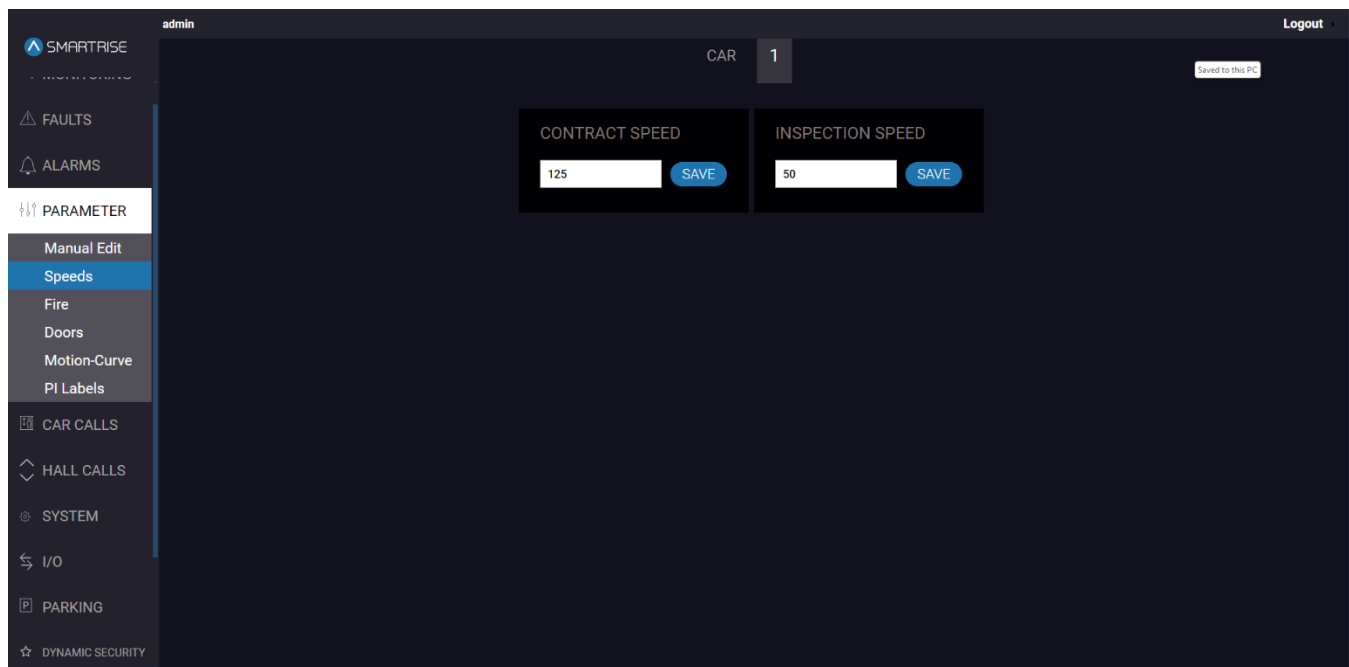 admin
Logout
SMARTRISE
CAR 1
Saved to this PC
MONITORING
FAULTS
ALARMS
PARAMETER
Manual Edit
Speeds
Fire
Doors
Motion-Curve
PI Labels
CAR CALLS
HALL CALLS
SYSTEM
I/O
P PARKING
DYNAMIC SECURITY
CONTRACT SPEED
125 SAVE
INSPECTION SPEED
50 SAVE